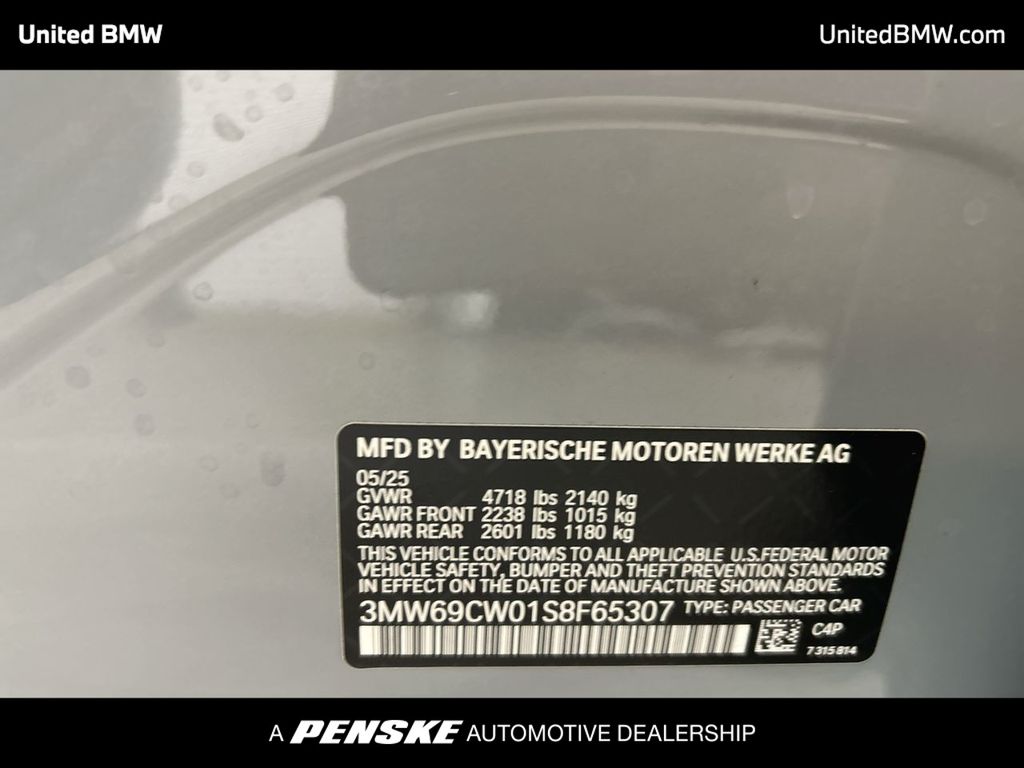 United BMW
UnitedBMW.com
MFD BY BAYERISCHE MOTOREN WERKE AG
05/25
GVWR 4718 lbs 2140 kg
GAWR FRONT 2238 lbs 1015 kg
GAWR REAR 2601 lbs 1180 kg
THIS VEHICLE CONFORMS TO ALL APPLICABLE U.S.FEDERAL MOTOR
VEHICLE SAFETY, BUMPER AND THEFT PREVENTION STANDARDS
IN EFFECT ON THE DATE OF MANUFACTURE SHOWN ABOVE.
3MW69CW01S8F65307 TYPE: PASSENGER CAR
C4P
7 315 814
A PENSKE AUTOMOTIVE DEALERSHIP